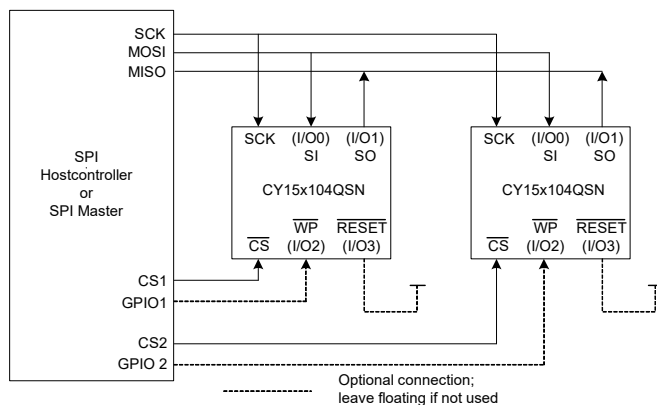 SCK
MOSI
MISO
SPI
Hostcontroller
or
SPI Master
CS1
GPIO1
CS2
GPIO 2
SCK (I/O0) (I/O1)
SI SO
CY15x104QSN
WP RESET
CS (I/O2) (I/O3)
SCK (I/O0) (I/O1)
SI SO
CY15x104QSN
WP RESET
CS (I/O2) (I/O3)
Optional connection;
leave floating if not used